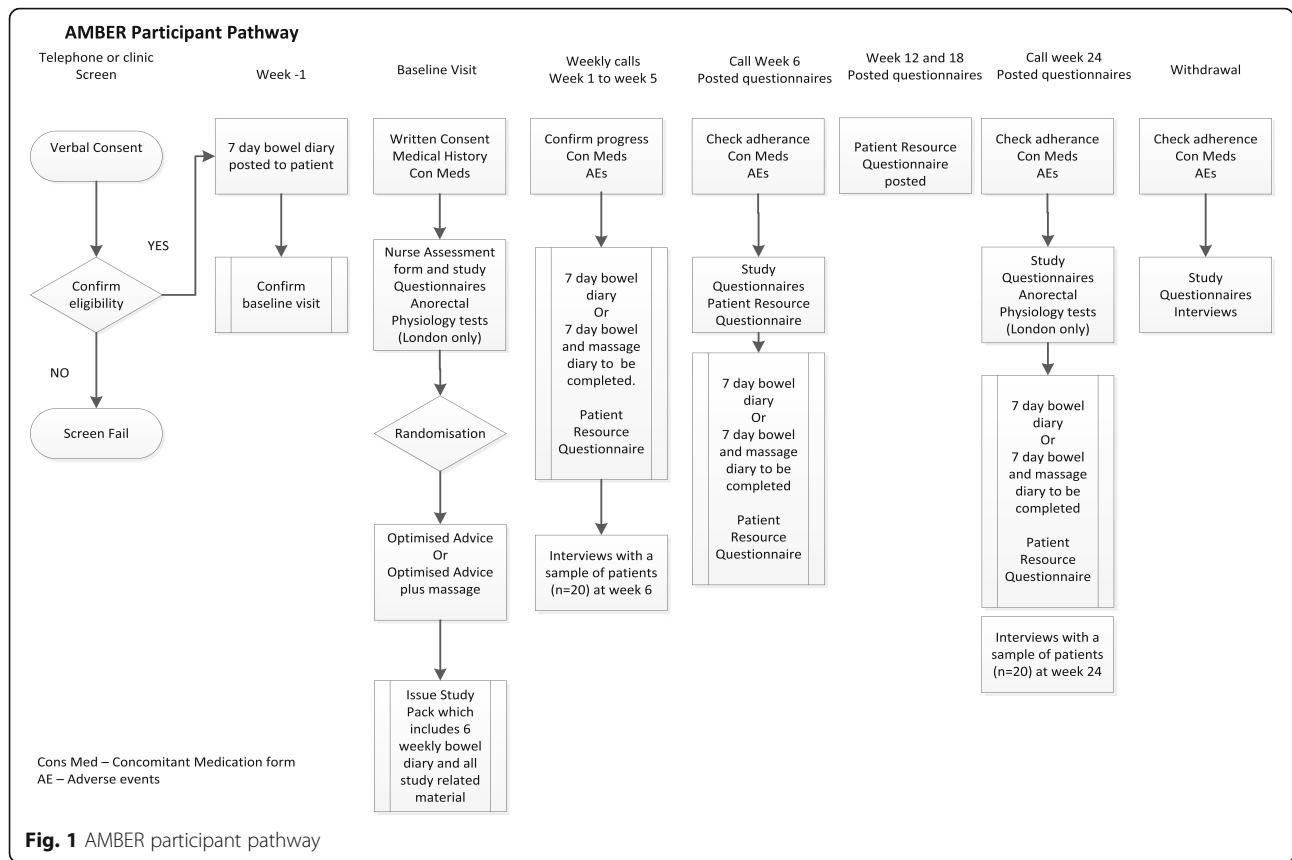 AMBER Participant Pathway
Telephone or clinic
Screen
Verbal Consent
Confirm
eligibility
YES
NO
Screen Fail
Week -1
7 day bowel diary
posted to patient
Confirm
baseline visit
Baseline Visit
Written Consent
Medical History
Con Meds
Nurse Assessment
form and study
Questionnaires
Anorectal
Physiology tests
(London only)
Randomisation
Optimised Advice
Or
Optimised Advice
plus massage
Issue Study
Pack which
includes 6
weekly bowel
diary and all
study related
material
Weekly calls
Week 1 to week 5
Confirm progress
Con Meds
AEs
7 day bowel
diary
Or
7 day bowel
and massage
diary to be
completed.
Patient
Resource
Questionnaire
Interviews with a
sample of patients
(n=20) at week 6
Call Week 6
Posted questionnaires
Check adherance
Con Meds
AEs
Study
Questionnaires
Patient Resource
Questionnaire
7 day bowel
diary
Or
7 day bowel
and massage
diary to be
completed
Patient
Resource
Questionnaire
Week 12 and 18
Posted questionnaires
Patient Resource
Questionnaire
posted
Call week 24
Posted questionnaires
Check adherance
Con Meds
AEs
Study
Questionnaires
Anorectal
Physiology tests
(London only)
7 day bowel
diary
Or
7 day bowel
and massage
diary to be
completed
Patient
Resource
Questionnaire
Interviews with a
sample of patients
(n=20) at week 24
Withdrawal
Check adherence
Con Meds
AEs
Study
Questionnaires
Interviews
Cons Med – Concomitant Medication form
AE – Adverse events
Fig. 1 AMBER participant pathway